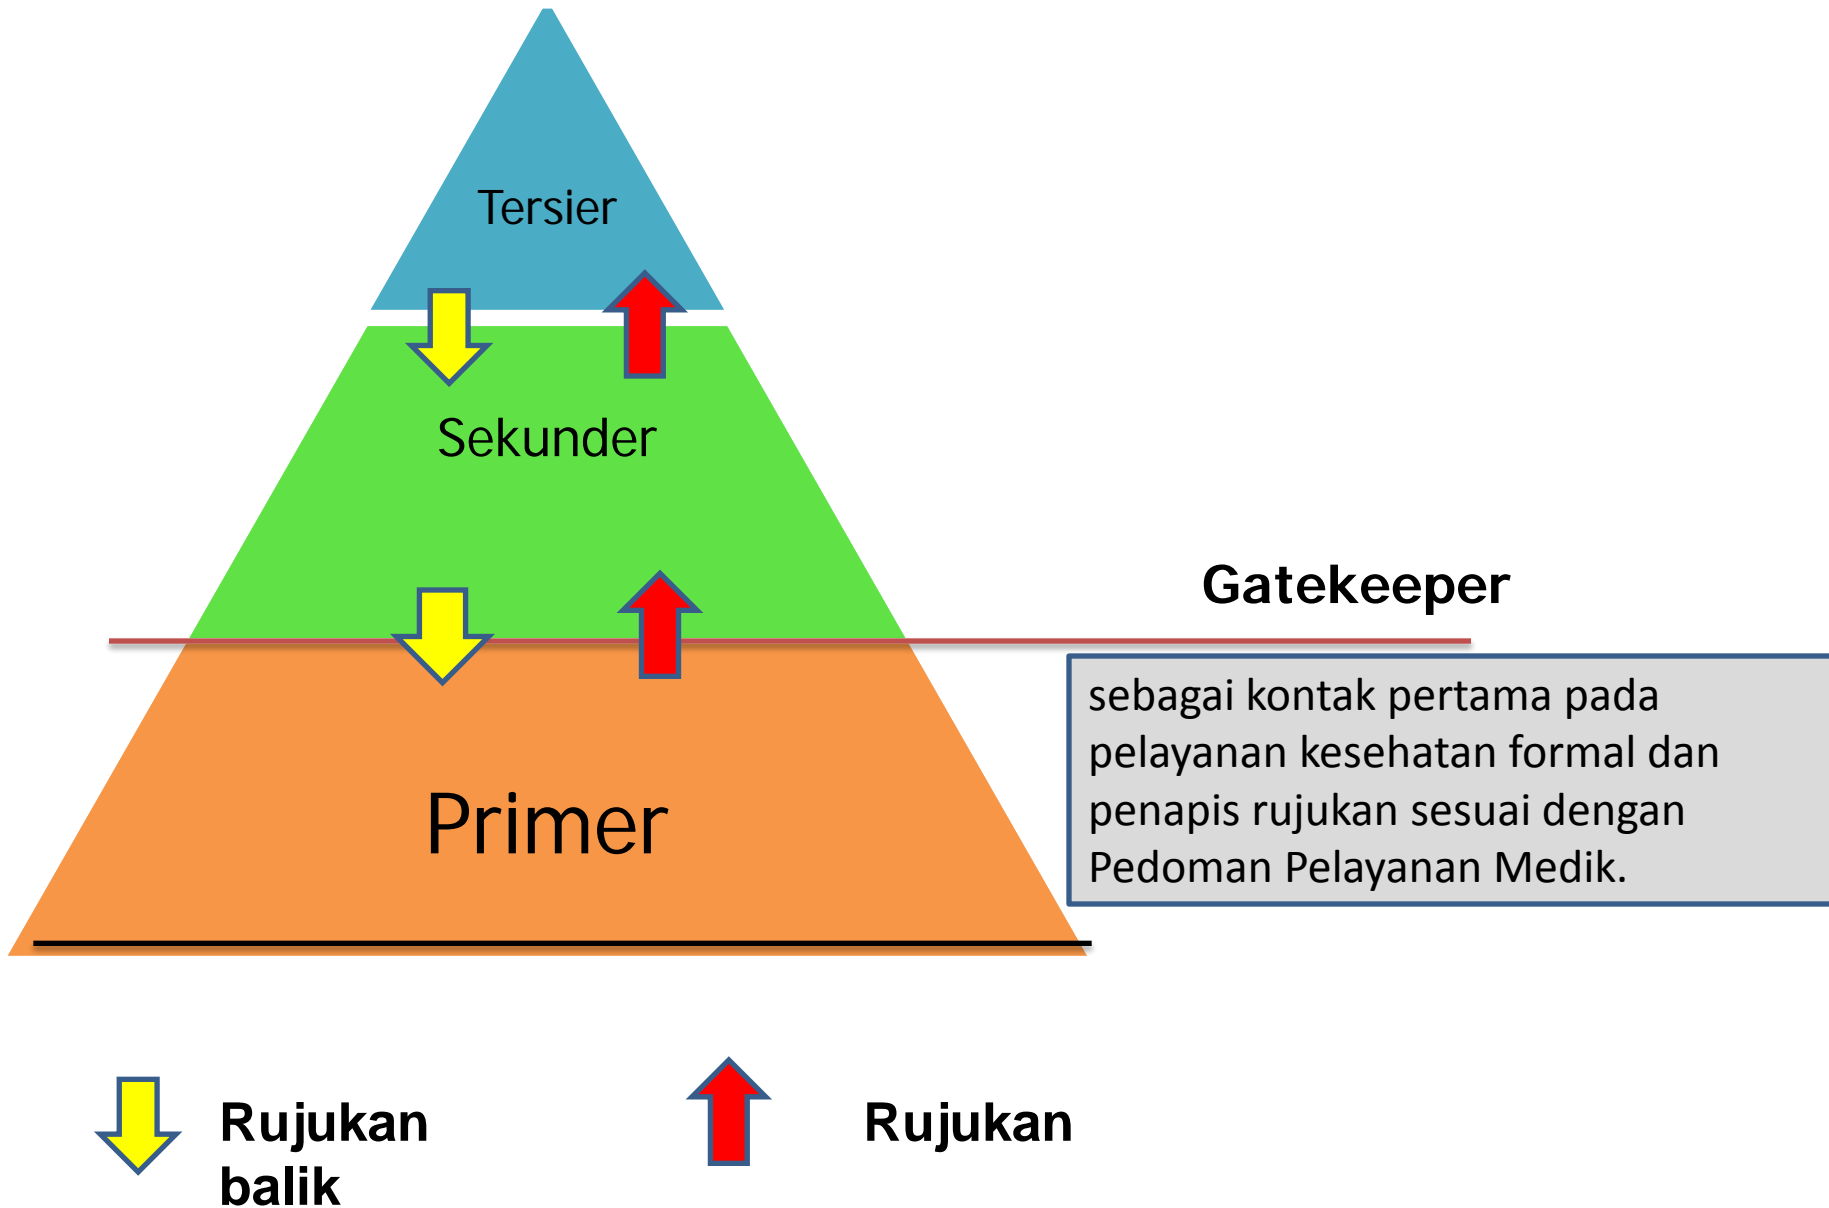 Tersier
Sekunder
Gatekeeper
sebagai kontak pertama pada
pelayanan kesehatan formal dan
penapis rujukan sesuai dengan
Pedoman Pelayanan Medik.
Primer
Rujukan
balik
Rujukan